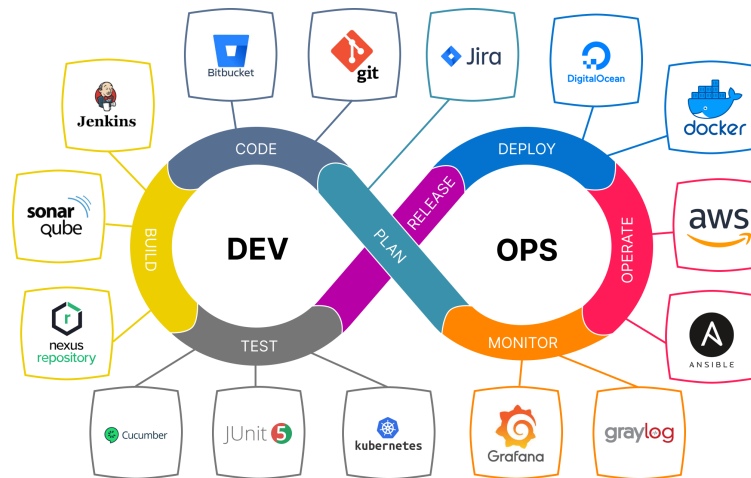 Bitbucket
git
Jira
DigitalOcean
docker
Jenkins
CODE
DEPLOY
RELEASE
PLAN
sonar
qube
BUILD
DEV
OPS
OPERATE
aws
nexus
repository
TEST
MONITOR
ANSIBLE
Cucumber
JUnit 5
kubernetes
Grafana
graylog